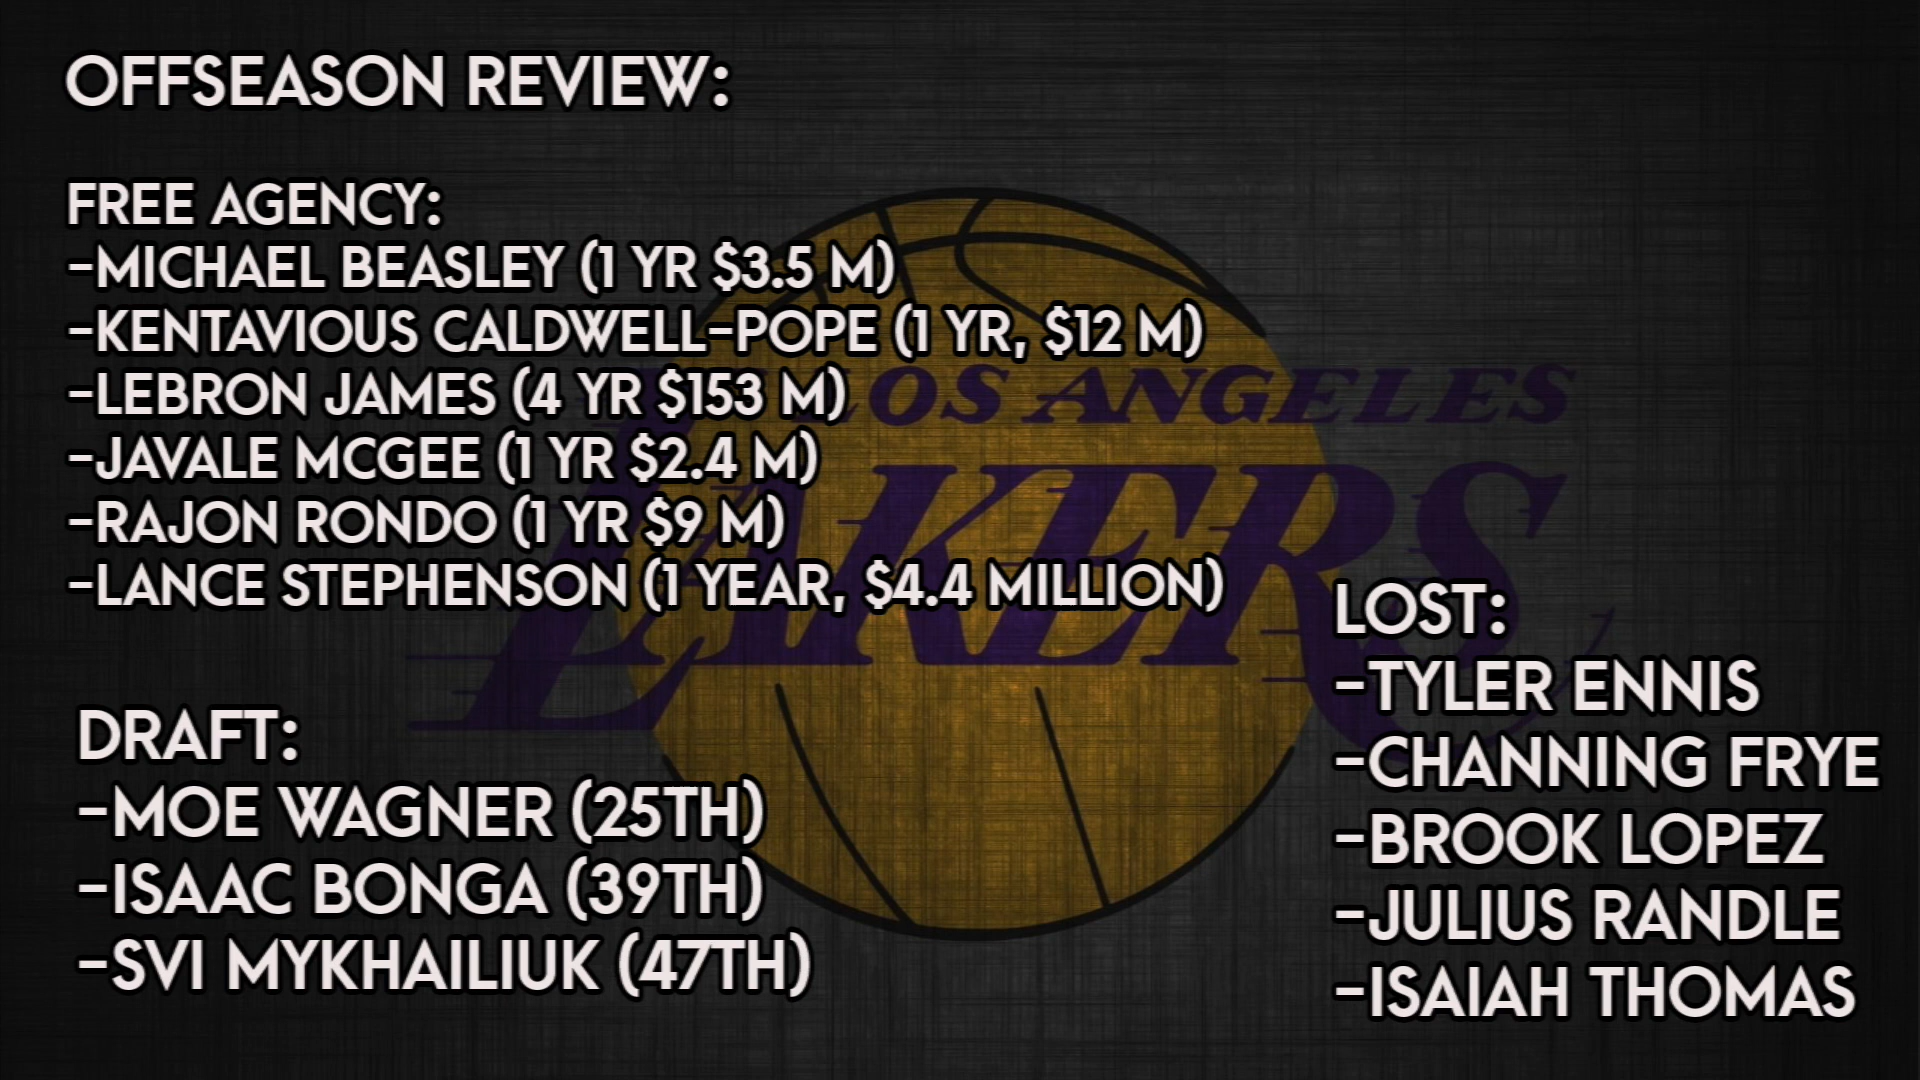 OFFSEASON REVIEW:
FREE AGENCY:
-MICHAEL BEASLEY (1 YR $3.5 M)
-KENTAVIOUS CALDWELL-POPE (1 YR, $12 M)
-LEBRON JAMES (4 YR $153 M)
-JAVALE MCGEE (1 YR $2.4 M)
-RAJON RONDO (1 YR $9 M)
-LANCE STEPHENSON (1 YEAR, $4.4 MILLION)
DRAFT:
-MOE WAGNER (25TH)
-ISAAC BONGA (39TH)
-SVI MYKHAILIUK (47TH)
LOST:
-TYLER ENNIS
-CHANNING FRYE
-BROOK LOPEZ
-JULIUS RANDLE
-ISAIAH THOMAS
LOS ANGELES
LAKERS